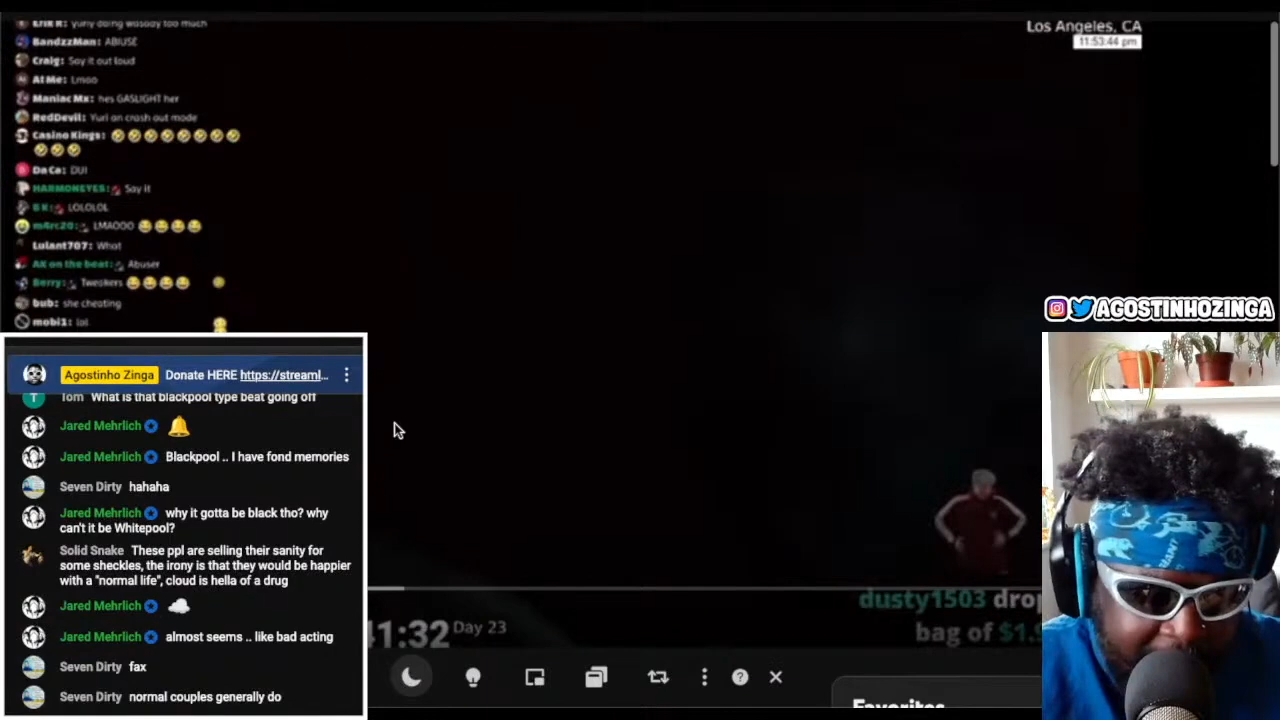 Erik R: yuriy doing wasody too much
BandzzMan: ABIUSE
Craig: Say it out loud
AI Me: Lmao
Maniac Mx: hes GASLIGHT her
RedDevil: Yuri on crash out mode
Casino Kings: 🤣🤣🤣🤣🤣🤣🤣🤣
🤣🤣🤣
Da Ca: DUI
HARMONEYES: Say it
G K: LOLOLOL
m4rc20: LMAOOO 😂😂😂😂
Lulant707: What
AK on the beat: Abuser
Berry: Tweakers 😂😂😂😂
bub: she cheating
mobi1: lol
Los Angeles, CA
11:53:44 pm
Agostinho Zinga Donate HERE https://streaml...
T Tom What is that blackpool type beat going off
Jared Mehrlich 🔔
Jared Mehrlich Blackpool .. I have fond memories
Seven Dirty hahaha
Jared Mehrlich why it gotta be black tho? why
can't it be Whitepool?
Solid Snake These ppl are selling their sanity for
some sheckles, the irony is that they would be happier
with a "normal life", cloud is hella of a drug
Jared Mehrlich ☁️
Jared Mehrlich almost seems .. like bad acting
Seven Dirty fax
Seven Dirty normal couples generally do
AGOSTINHOZINGA
dusty1503 drop
bag of $1.
41:32 Day 23
Favorites